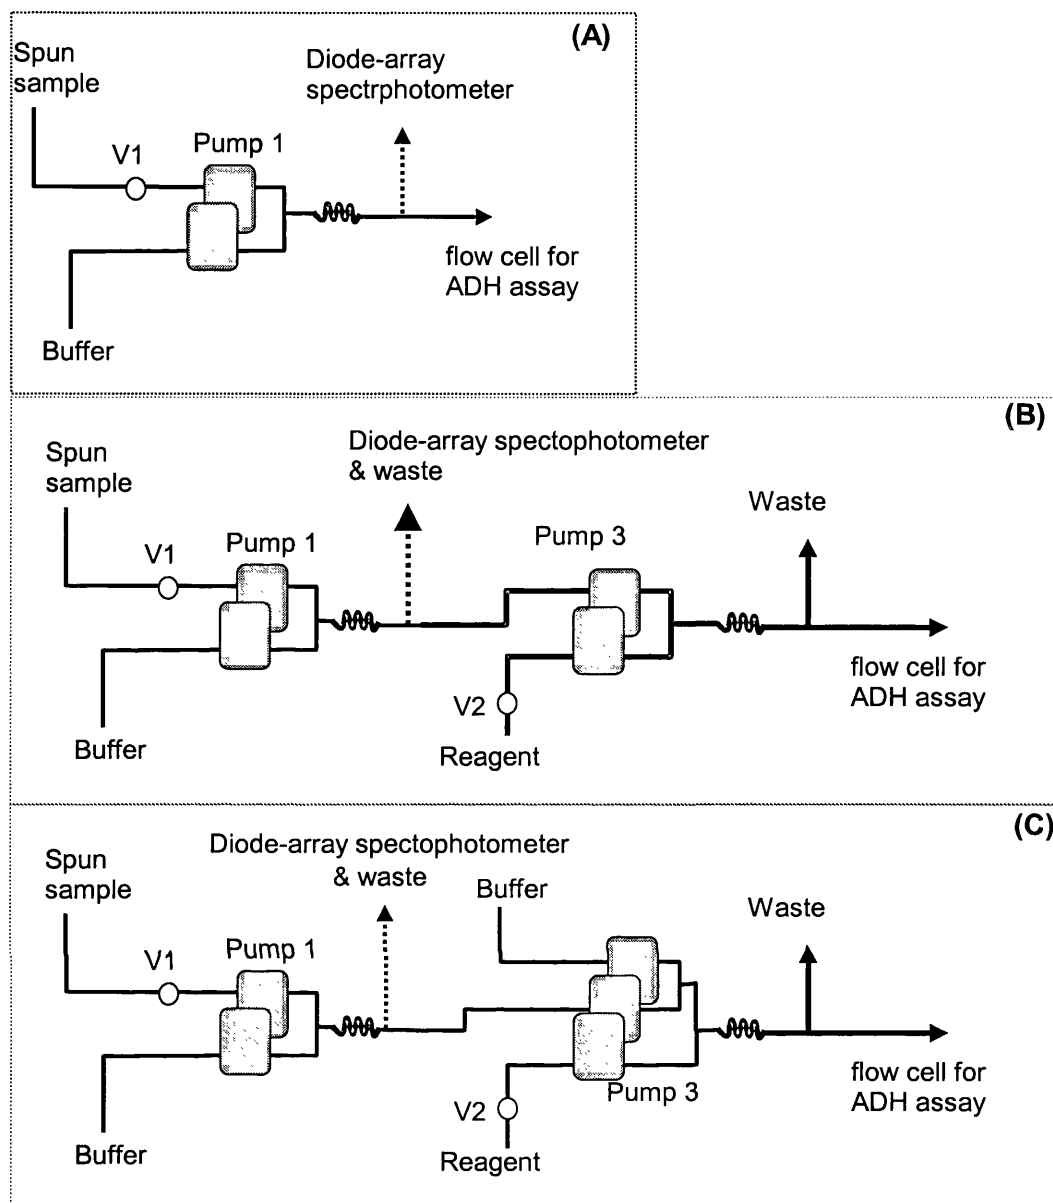 (A)
Spun
sample
Diode-array
spectrphotometer
V1
Pump 1
flow cell for
ADH assay
Buffer
(B)
Spun
sample
Diode-array spectophotometer
& waste
Waste
V1
Pump 1
Pump 3
flow cell for
ADH assay
V2
Buffer
Reagent
(C)
Spun
sample
Diode-array spectophotometer
& waste
Buffer
Waste
V1
Pump 1
Pump 3
flow cell for
ADH assay
V2
Buffer
Reagent